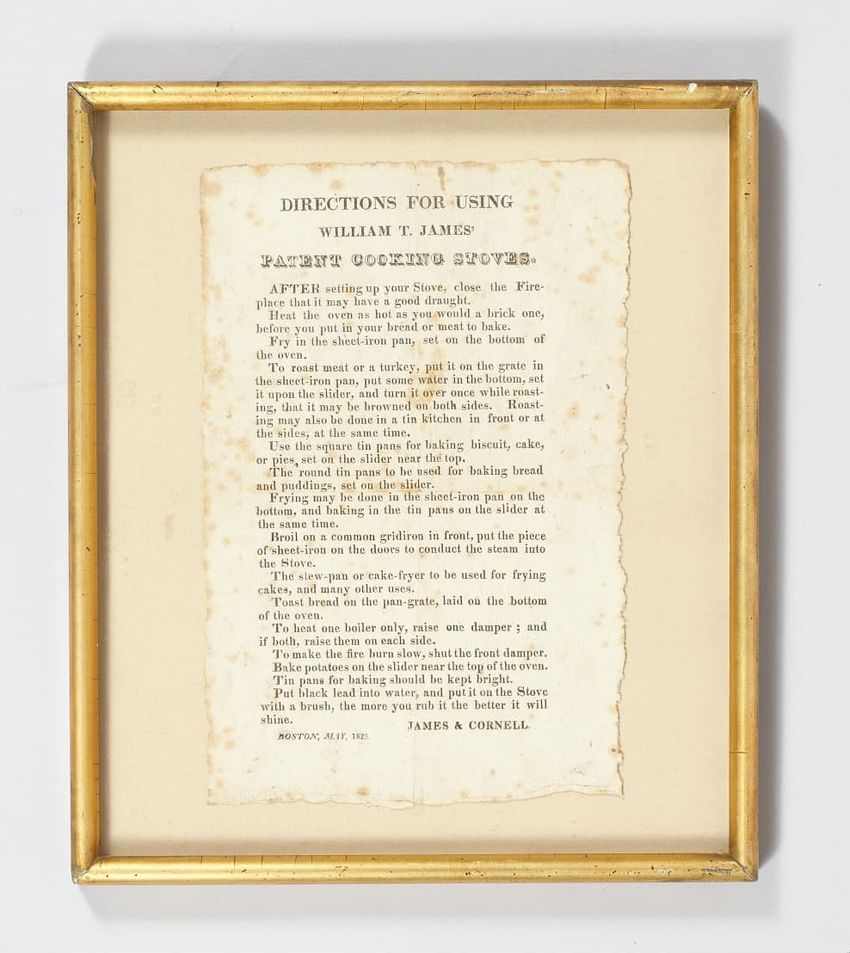 DIRECTIONS FOR USING
WILLIAM T. JAMES'
PATENT COOKING STOVES.
AFTER setting up your Stove, close the Fire-
place that it may have a good draught.
Heat the oven as hot as you would a brick one,
before you put in your bread or meat to bake.
Fry in the sheet-iron pan, set on the bottom of
the oven.
To roast meat or a turkey, put it on the grate in
the sheet-iron pan, put some water in the bottom, set
it upon the slider, and turn it over once while roast-
ing, that it may be browned on both sides. Roast-
ing may also be done in a tin kitchen in front or at
the sides, at the same time.
Use the square tin pans for baking biscuit, cake,
or pies, set on the slider near the top.
The round tin pans to be used for baking bread
and puddings, set on the slider.
Frying may be done in the sheet-iron pan on the
bottom, and baking in the tin pans on the slider at
the same time.
Broil on a common gridiron in front, put the piece
of sheet-iron on the doors to conduct the steam into
the Stove.
The stew-pan or cake-fryer to be used for frying
cakes, and many other uses.
Toast bread on the pan-grate, laid on the bottom
of the oven.
To heat one boiler only, raise one damper ; and
if both, raise them on each side.
To make the fire burn slow, shut the front damper.
Bake potatoes on the slider near the top of the oven.
Tin pans for baking should be kept bright.
Put black lead into water, and put it on the Stove
with a brush, the more you rub it the better it will
shine.
JAMES & CORNELL.
BOSTON, MAY,